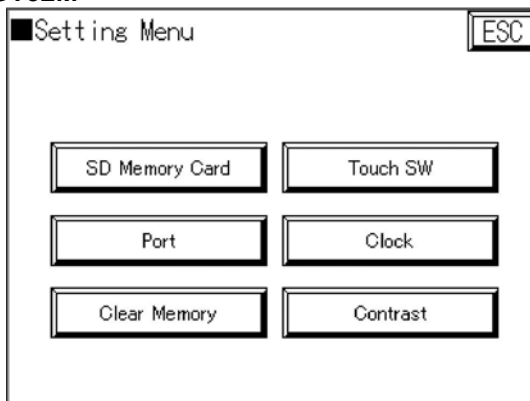 ■Setting Menu ESC
SD Memory Card Touch SW
Port Clock
Clear Memory Contrast